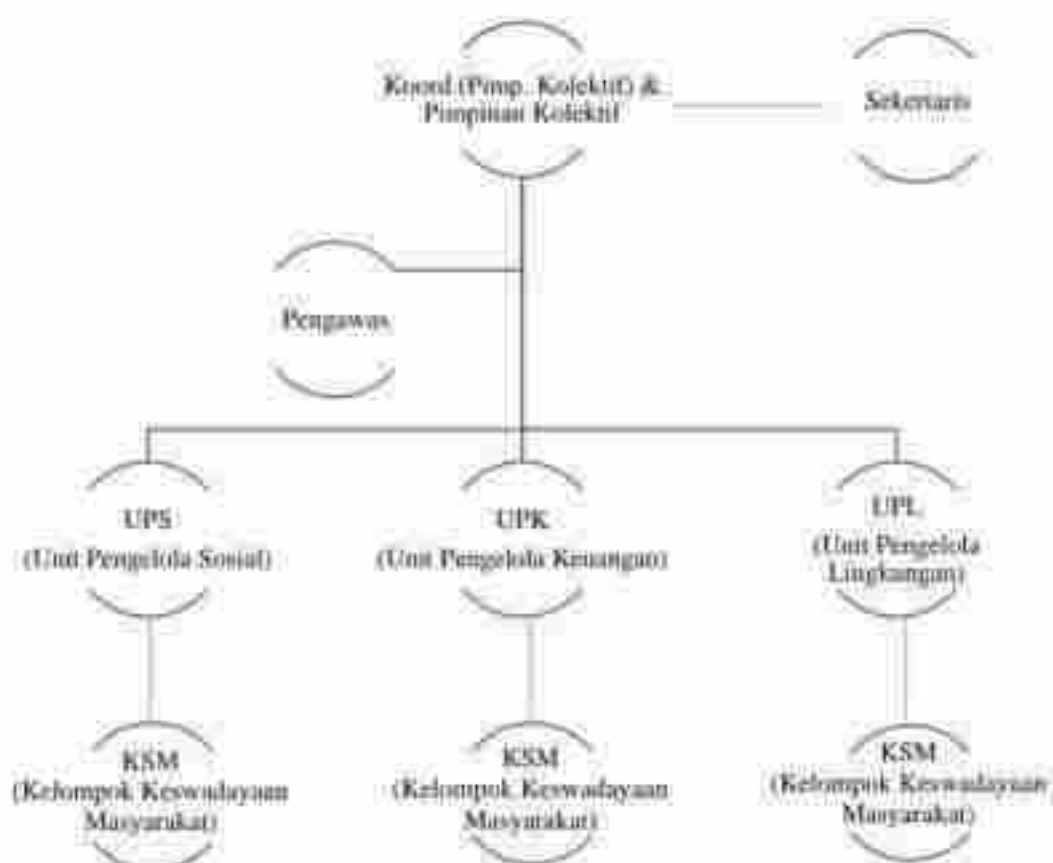 Koord (Pimp. Kolektif) &
Pimpinan Kolektif
Sekertaris
Pengawas
UPS
(Unit Pengelola Sosial)
UPK
(Unit Pengelola Keuangan)
UPL
(Unit Pengelola
Lingkungan)
KSM
(Kelompok Keswadayaan
Masyarakat)
KSM
(Kelompok Keswadayaan
Masyarakat)
KSM
(Kelompok Keswadayaan
Masyarakat)